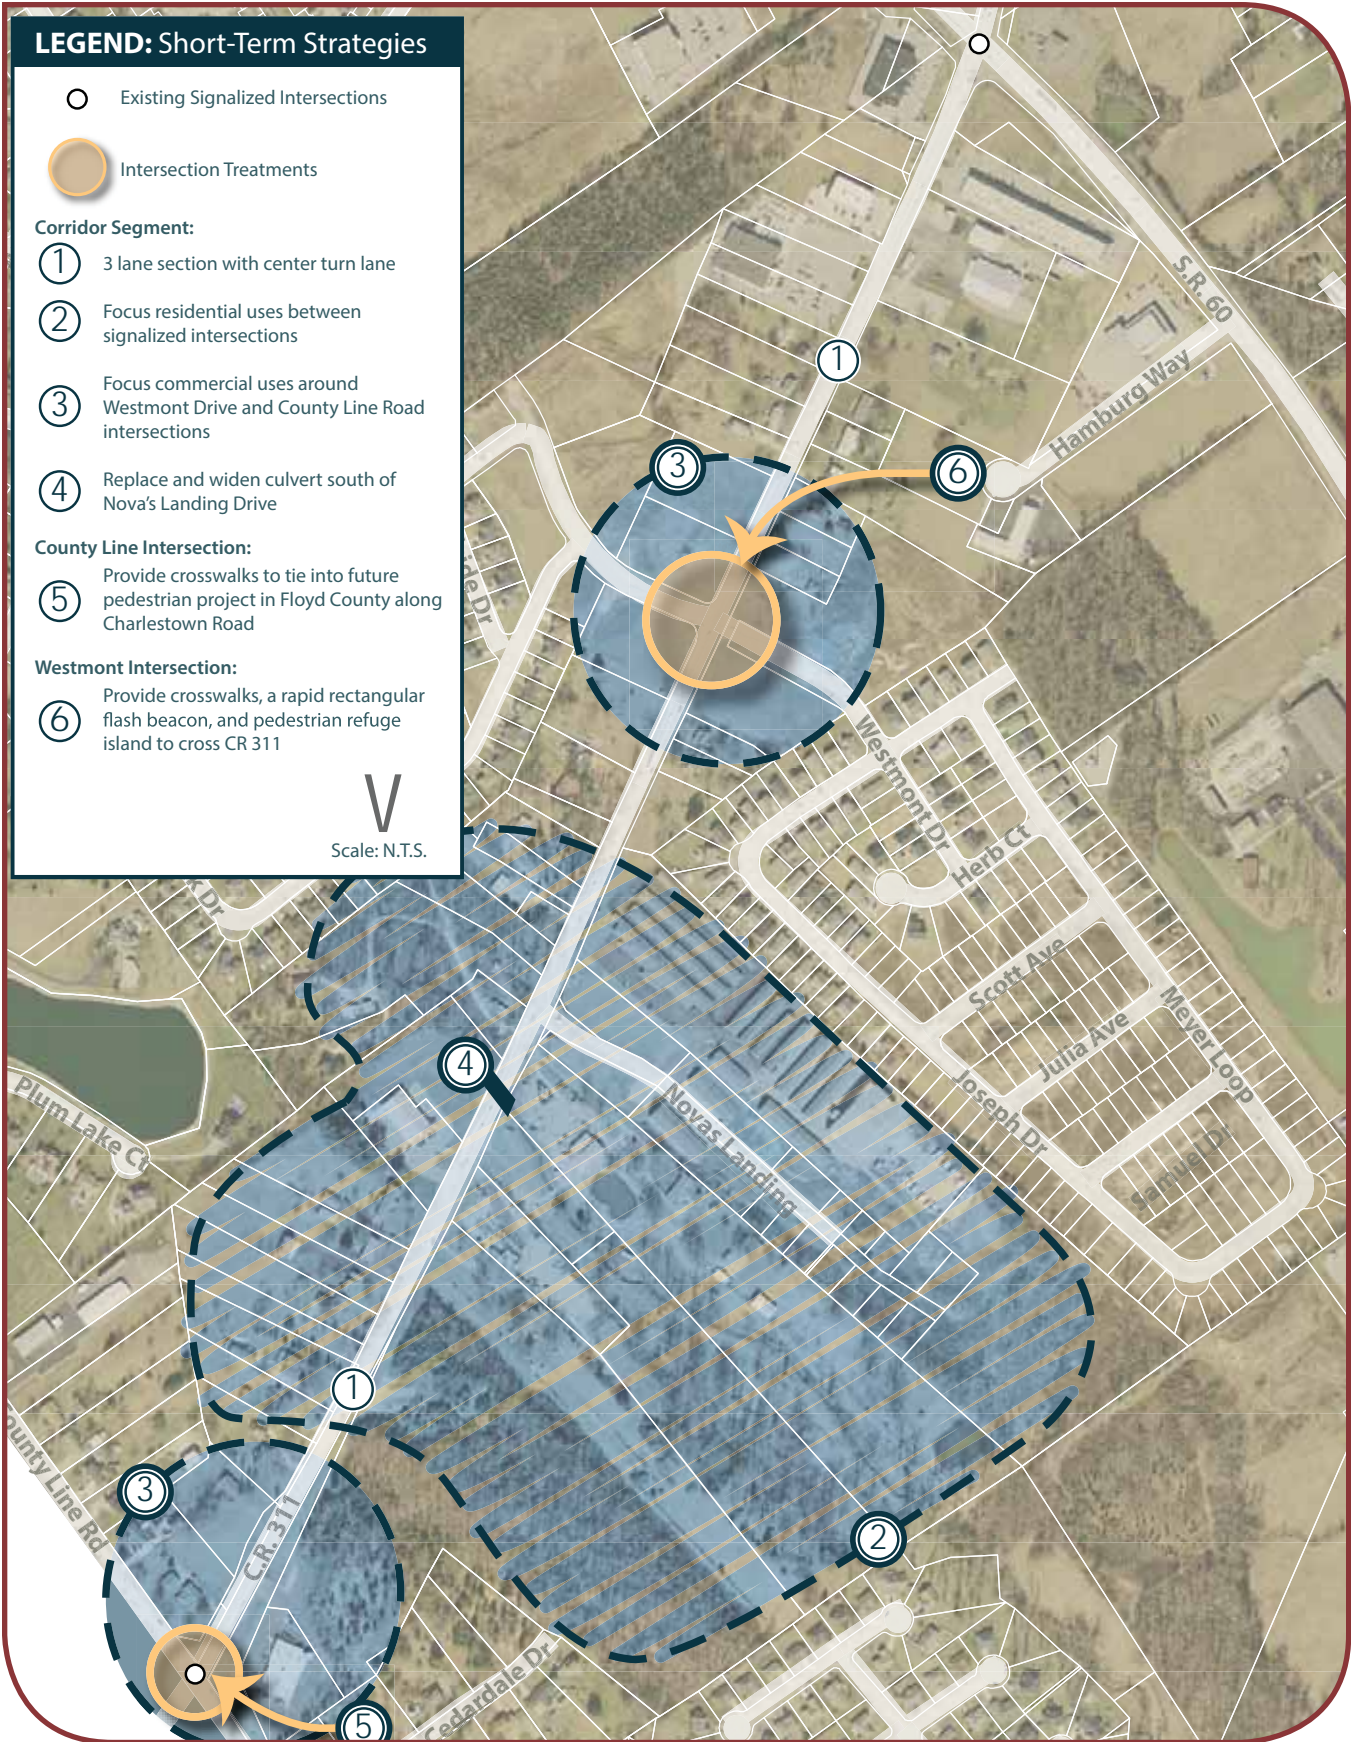 LEGEND: Short-Term Strategies
Existing Signalized Intersections
Intersection Treatments
Corridor Segment:
1 3 lane section with center turn lane
2 Focus residential uses between
signalized intersections
3 Focus commercial uses around
Westmont Drive and County Line Road
intersections
4 Replace and widen culvert south of
Nova's Landing Drive
County Line Intersection:
5 Provide crosswalks to tie into future
pedestrian project in Floyd County along
Charlestown Road
Westmont Intersection:
6 Provide crosswalks, a rapid rectangular
flash beacon, and pedestrian refuge
island to cross CR 311
V
Scale: N.T.S.
S.R. 60
1
Hamburg Way
3
6
Dr
Westmont Dr
Herb Ct
Dr
Scott Ave
Meyer Loop
Julia Ave
4
Joseph Dr
Plum Lake Ct
Novas Landing
Samuel Dr
1
ounty Line Rd
3
C.R. 311
2
Cedardale Dr
5